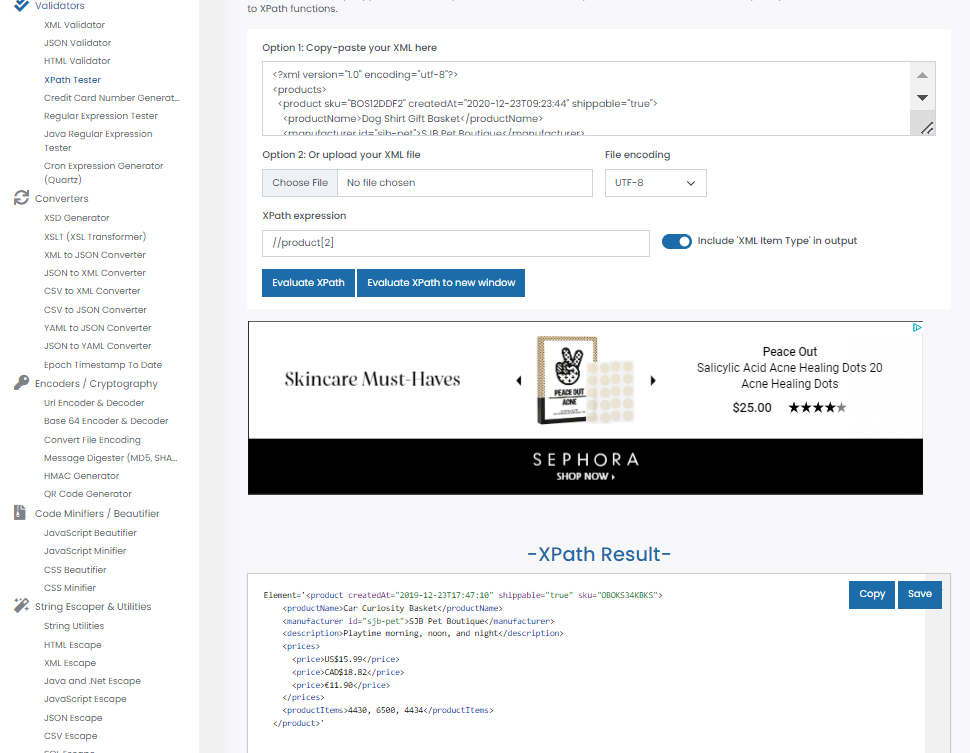 Validators
XML Validator
JSON Validator
HTML Validator
XPath Tester
Credit Card Number Generat...
Regular Expression Tester
Java Regular Expression
Tester
Cron Expression Generator
(Quartz)
Converters
XSD Generator
XSLT (XSL Transformer)
XML to JSON Converter
JSON to XML Converter
CSV to XML Converter
CSV to JSON Converter
YAML to JSON Converter
JSON to YAML Converter
Epoch Timestamp To Date
Encoders / Cryptography
Url Encoder & Decoder
Base 64 Encoder & Decoder
Convert File Encoding
Message Digester (MD5, SHA...
HMAC Generator
QR Code Generator
Code Minifiers / Beautifier
JavaScript Beautifier
JavaScript Minifier
CSS Beautifier
CSS Minifier
String Escaper & Utilities
String Utilities
HTML Escape
XML Escape
Java and .Net Escape
JavaScript Escape
JSON Escape
CSV Escape
to XPath functions.
Option 1: Copy-paste your XML here
<?xml version="1.0" encoding="utf-8"?>
<products>
<product sku="BOS12DDF2" createdAt="2020-12-23T09:23:44" shippable="true">
<productName>Dog Shirt Gift Basket</productName>
<manufacturer id="sjb-pet">SJB Pet Boutique</manufacturer>
Option 2: Or upload your XML file
File encoding
Choose File No file chosen
UTF-8
XPath expression
//product[2]
Include 'XML Item Type' in output
Evaluate XPath
Evaluate XPath to new window
Skincare Must-Haves
PEACE OUT
ACNE
Peace Out
Salicylic Acid Acne Healing Dots 20
Acne Healing Dots
$25.00 ★★★★★
SEPHORA
SHOP NOW
-XPath Result-
Copy
Save
Element='<product createdAt="2019-12-23T17:47:10" shippable="true" sku="OBOKS34KBKS">
<productName>Car Curiosity Basket</productName>
<manufacturer id="sjb-pet">SJB Pet Boutique</manufacturer>
<description>Playtime morning, noon, and night</description>
<prices>
<price>US$15.99</price>
<price>CAD$18.82</price>
<price>€11.90</price>
</prices>
<productItems>4430, 6500, 4434</productItems>
</product>'